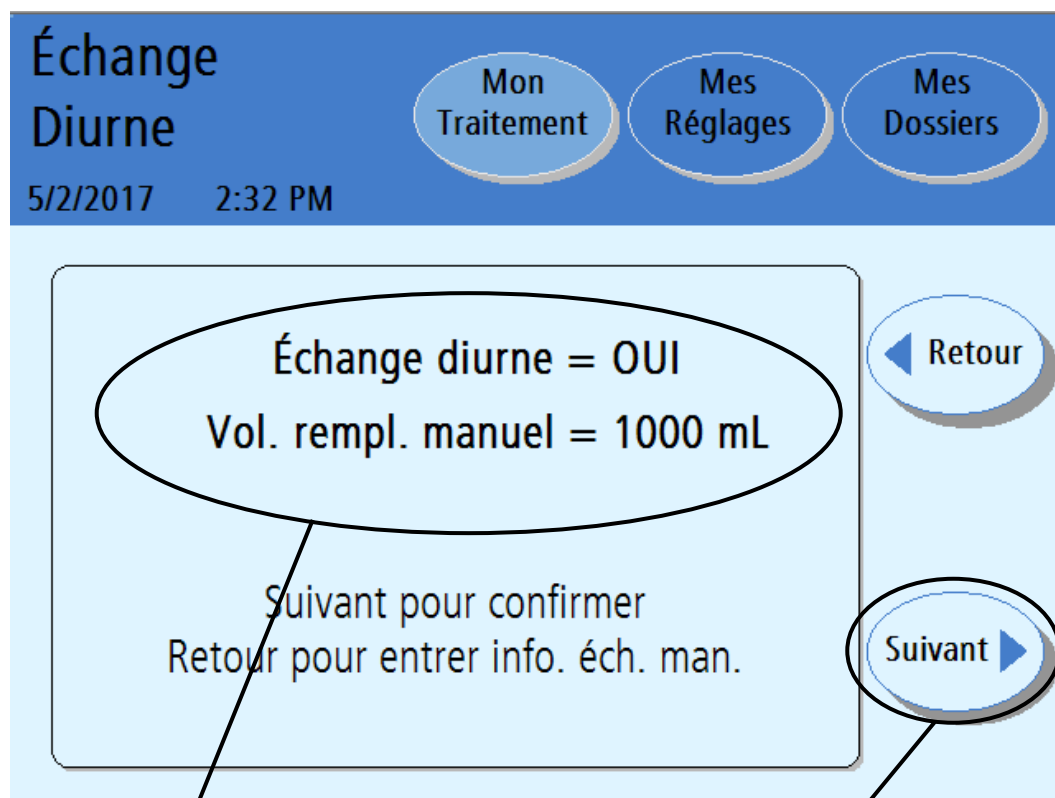 Échange
Diurne
5/2/2017 2:32 PM
Mon
Traitement
Mes
Réglages
Mes
Dossiers
Échange diurne = OUI
Vol. rempl. manuel = 1000 mL
Suivant pour confirmer
Retour pour entrer info. éch. man.
Retour
Suivant